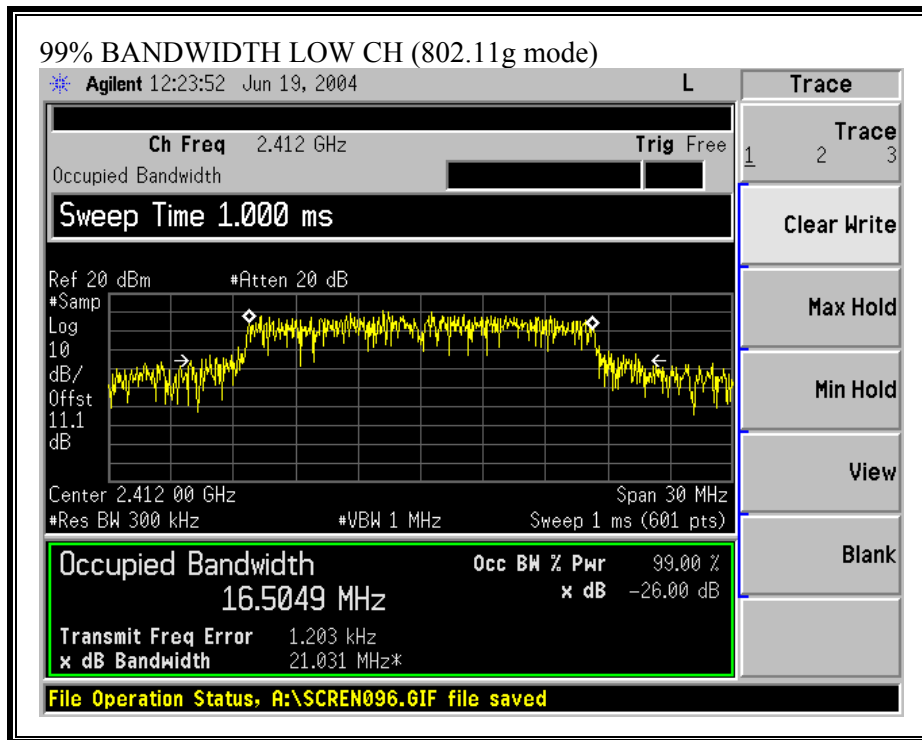 99% BANDWIDTH LOW CH (802.11g mode)
Agilent 12:23:52 Jun 19, 2004 L
Trace
Ch Freq 2.412 GHz Trig Free
Occupied Bandwidth
Sweep Time 1.000 ms
Ref 20 dBm #Atten 20 dB
#Samp
Log
10
dB/
Offst
11.1
dB
Center 2.412 00 GHz Span 30 MHz
#Res BW 300 kHz #VBW 1 MHz Sweep 1 ms (601 pts)
Occupied Bandwidth
16.5049 MHz
Occ BW % Pwr 99.00 %
x dB -26.00 dB
Transmit Freq Error 1.203 kHz
x dB Bandwidth 21.031 MHz*
File Operation Status, A:\SCREN096.GIF file saved
Trace
1 2 3
Clear Write
Max Hold
Min Hold
View
Blank